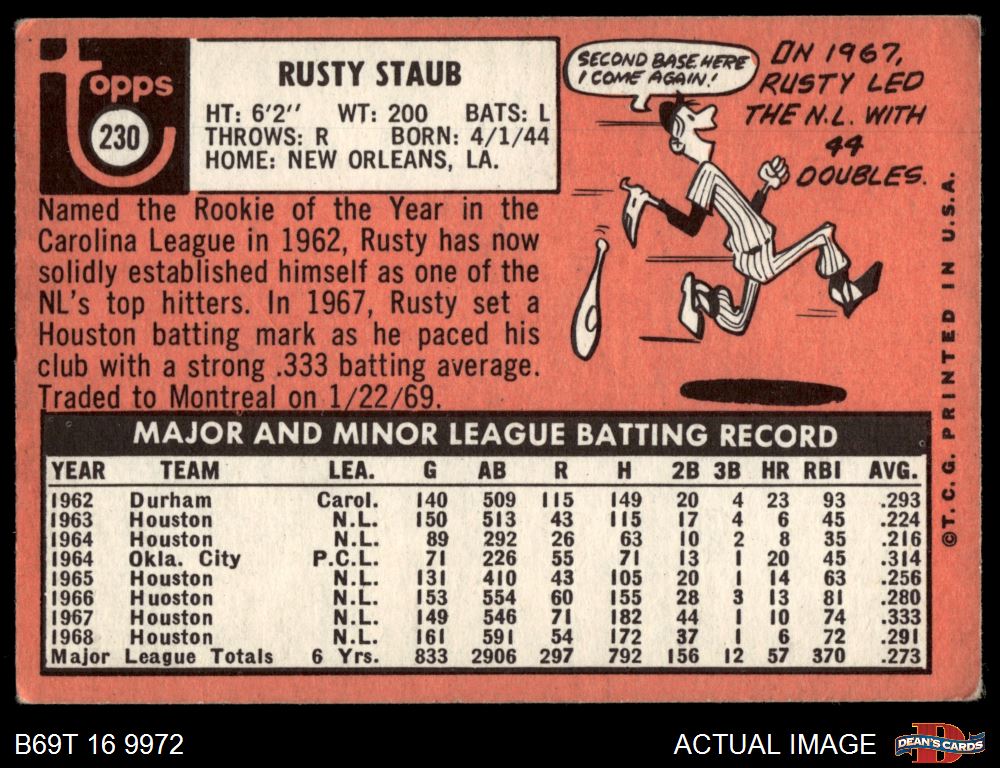 topps
230
RUSTY STAUB
HT: 6'2'' WT: 200 BATS: L
THROWS: R BORN: 4/1/44
HOME: NEW ORLEANS, LA.
SECOND BASE HERE
I COME AGAIN!
IN 1967,
RUSTY LED
THE N.L. WITH
44
DOUBLES.
Named the Rookie of the Year in the
Carolina League in 1962, Rusty has now
solidly established himself as one of the
NL's top hitters. In 1967, Rusty set a
Houston batting mark as he paced his
club with a strong .333 batting average.
Traded to Montreal on 1/22/69.
MAJOR AND MINOR LEAGUE BATTING RECORD
YEAR TEAM LEA. G AB R H 2B 3B HR RBI AVG.
1962 Durham Carol. 140 509 115 149 20 4 23 93 .293
1963 Houston N.L. 150 513 43 115 17 4 6 45 .224
1964 Houston N.L. 89 292 26 63 10 2 8 35 .216
1964 Okla. City P.C.L. 71 226 55 71 13 1 20 45 .314
1965 Houston N.L. 131 410 43 105 20 1 14 63 .256
1966 Huoston N.L. 153 554 60 155 28 3 13 81 .280
1967 Houston N.L. 149 546 71 182 44 1 10 74 .333
1968 Houston N.L. 161 591 54 172 37 1 6 72 .291
Major League Totals 6 Yrs. 833 2906 297 792 156 12 57 370 .273
©T. C. G. PRINTED IN U.S.A.
B69T 16 9972
ACTUAL IMAGE
D
DEAN'S CARDS